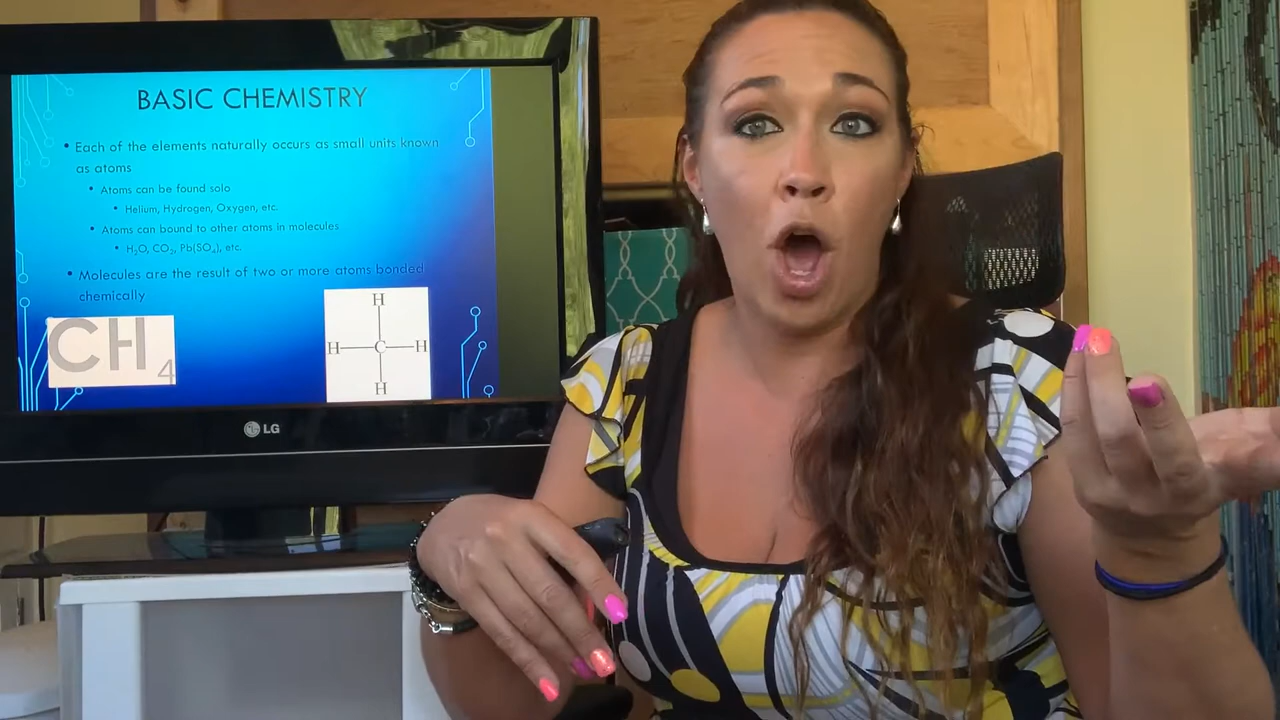 BASIC CHEMISTRY
• Each of the elements naturally occurs as small units known
as atoms
• Atoms can be found solo
• Helium, Hydrogen, Oxygen, etc.
• Atoms can bound to other atoms in molecules
• H₂O, CO₂, Pb(SO₄), etc.
• Molecules are the result of two or more atoms bonded
chemically
CH₄
H
H C H
H
LG